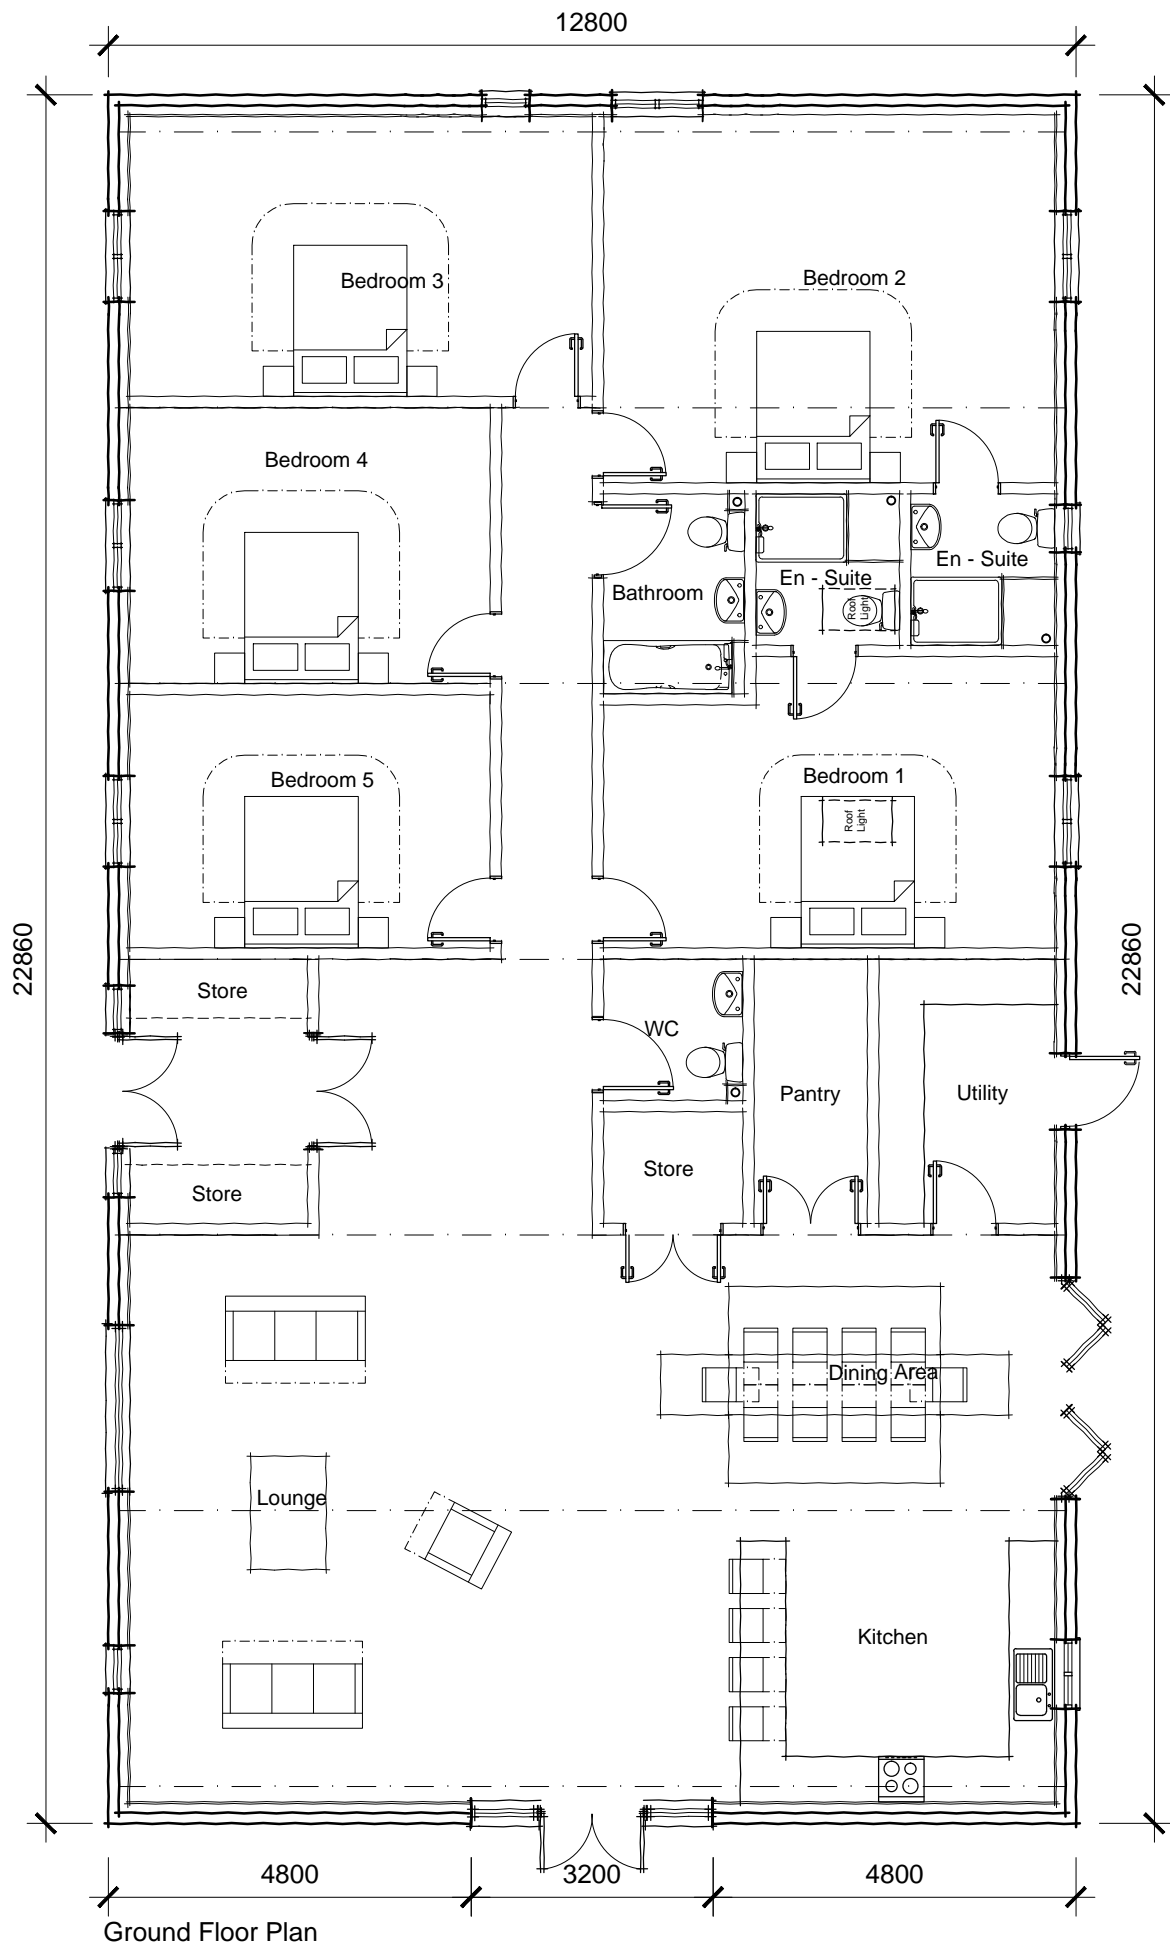 12800
Bedroom 3
Bedroom 2
Bedroom 4
En - Suite
En - Suite
Bathroom
Roof
Light
Bedroom 5
Bedroom 1
Roof
Light
22860
22860
Store
WC
Pantry
Utility
Store
Store
Dining Area
Lounge
Kitchen
4800
3200
4800
Ground Floor Plan